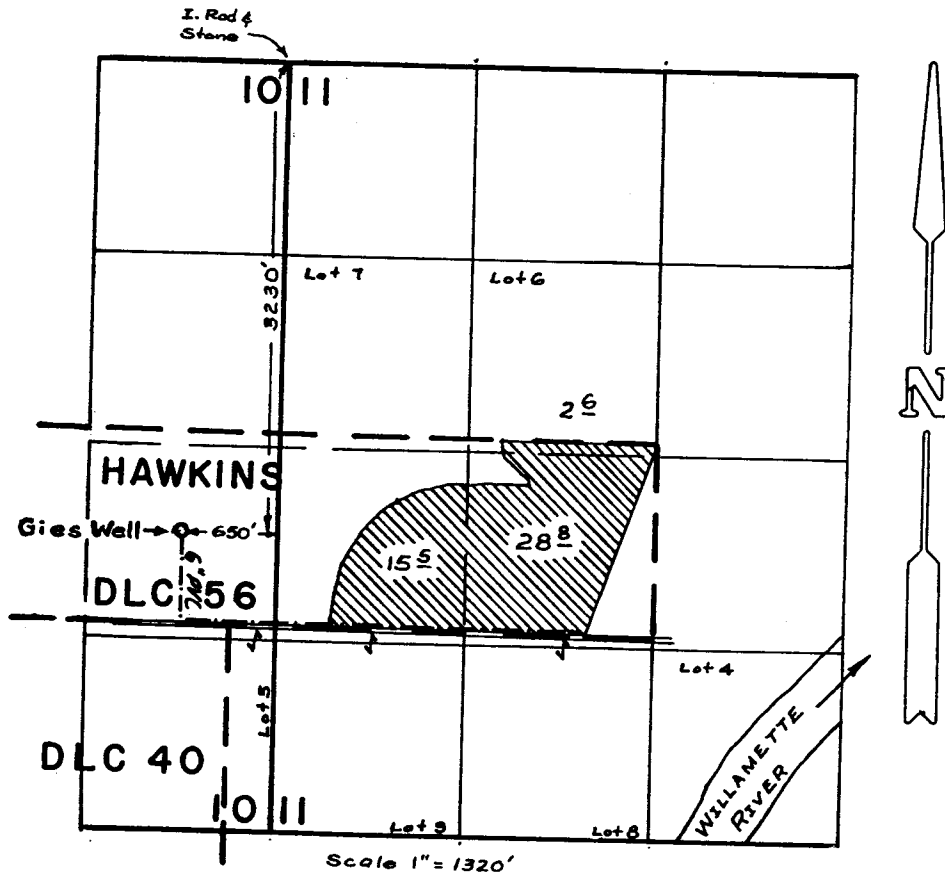 I. Rod &
Stone
10 11
Lot 7
Lot 6
3230'
2 6
HAWKINS
Gies Well
650'
15 5
28 8
6" PVC
DLC 56
Lot 4
Lot 5
DLC 40
WILLAMETTE
RIVER
10 11
Lot 9
Lot 8
Scale 1" = 1320'
N